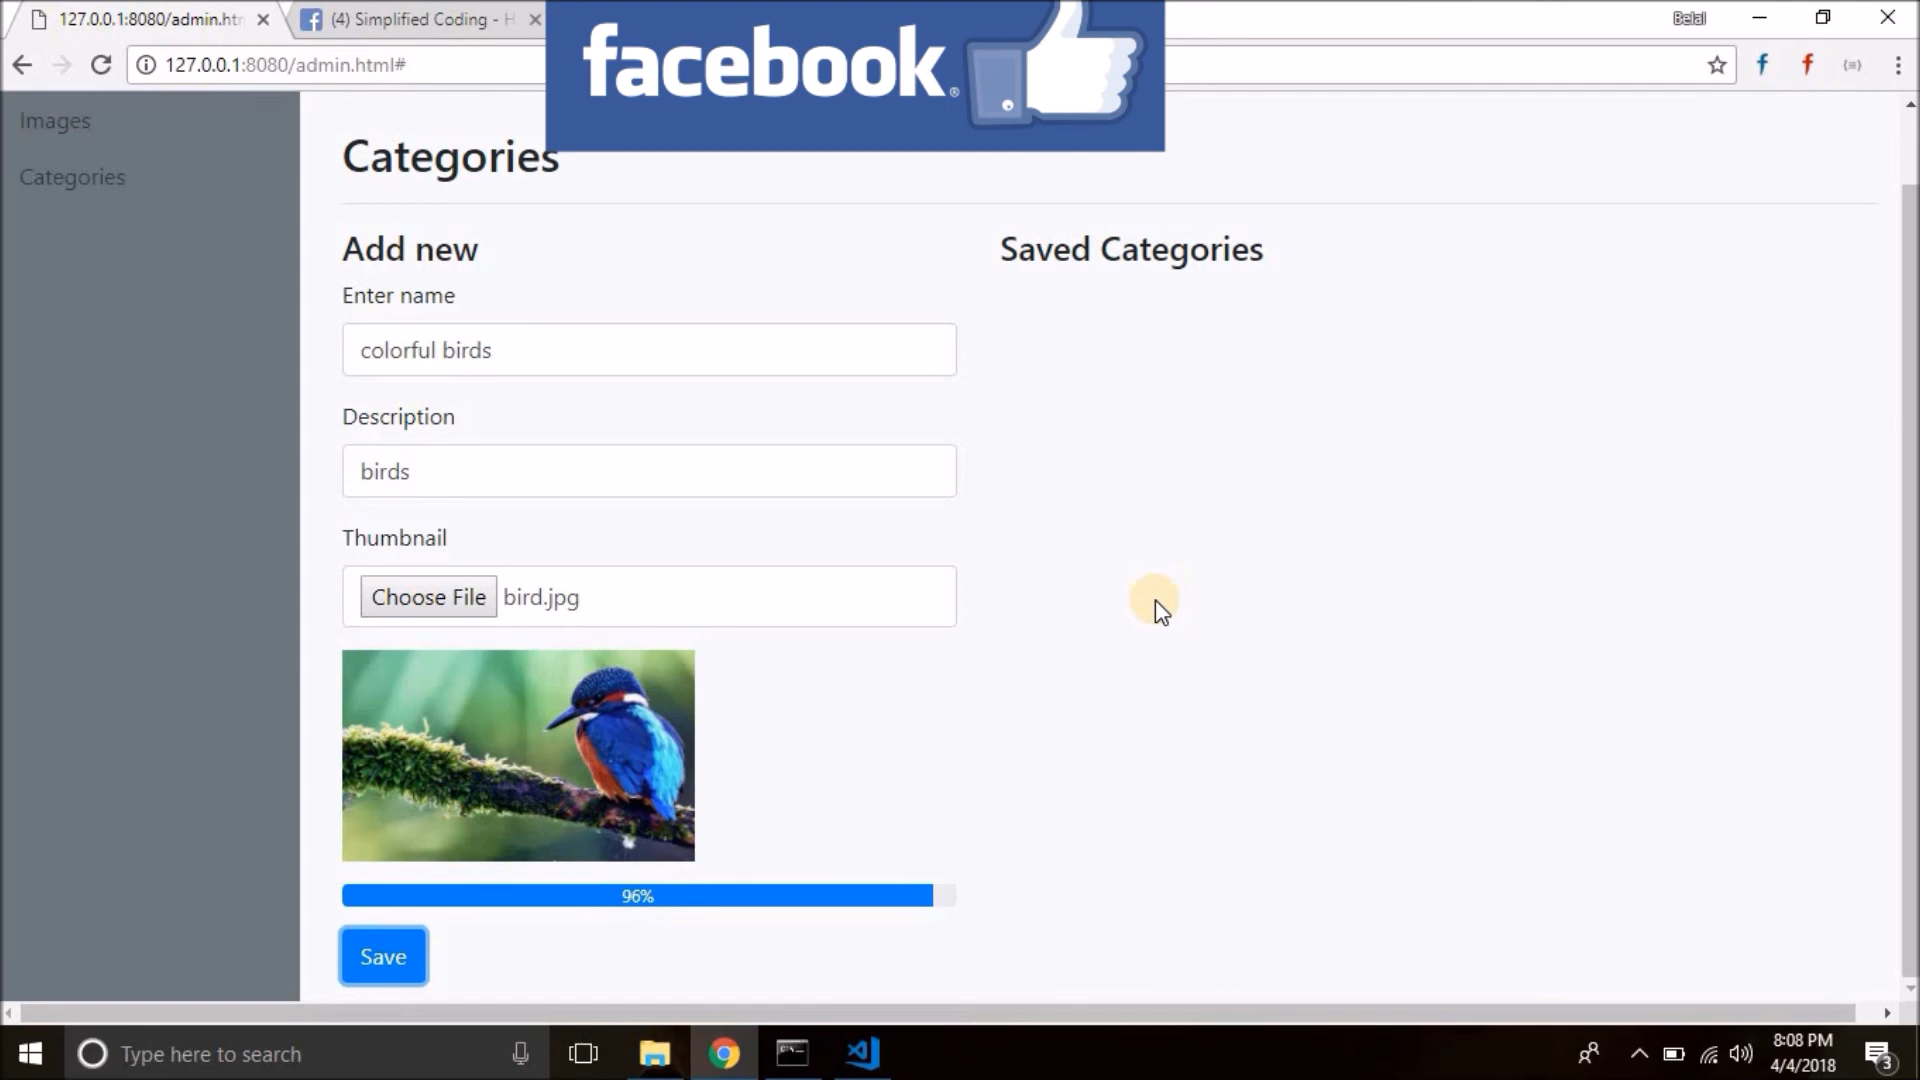 127.0.0.1:8080/admin.htm
(4) Simplified Coding - H
Belal
127.0.0.1:8080/admin.html#
facebook®
Images
Categories
Categories
Add new
Saved Categories
Enter name
colorful birds
Description
birds
Thumbnail
Choose File bird.jpg
96%
Save
Type here to search
8:08 PM
4/4/2018
3